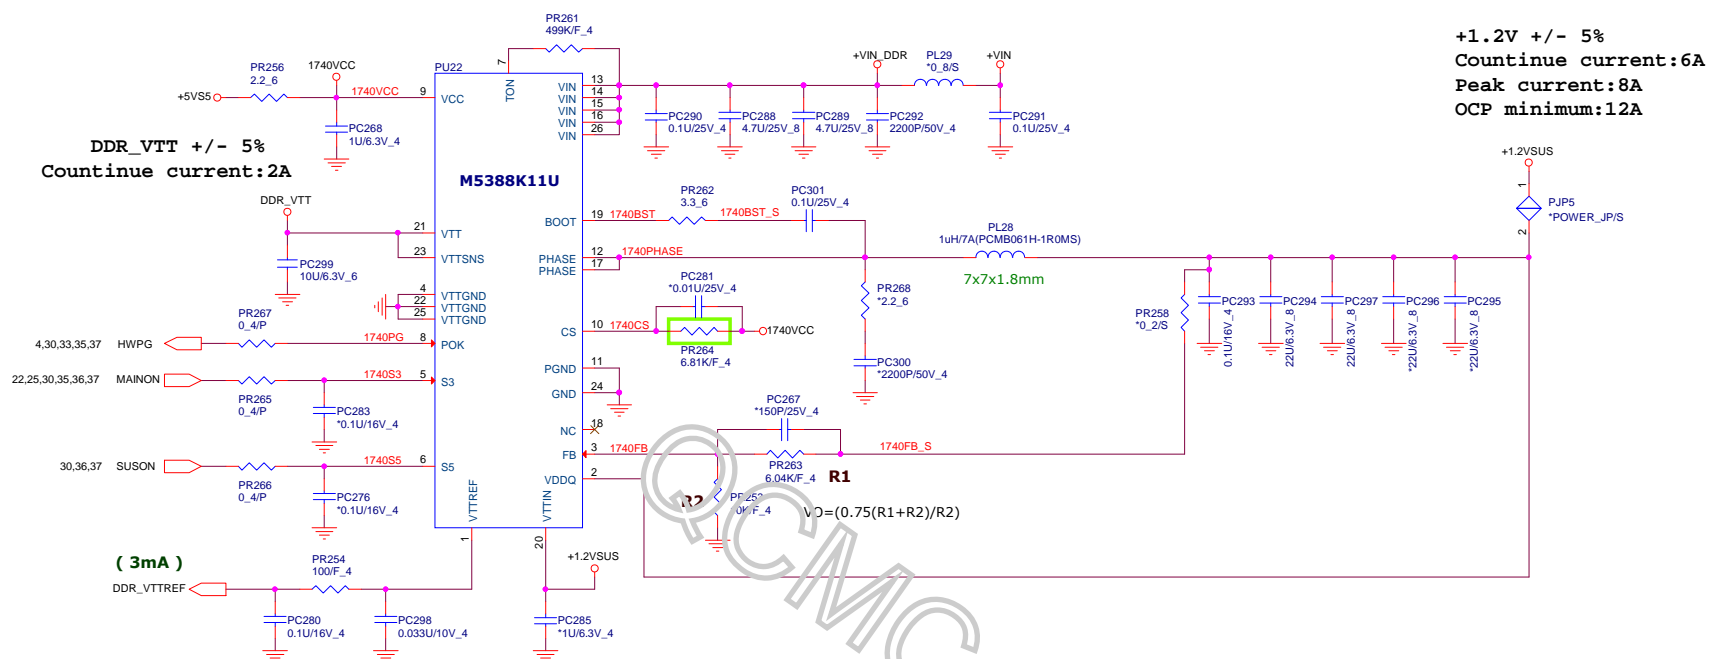 PR261
499K/F_4
+1.2V +/- 5%
Countinue current:6A
Peak current:8A
OCP minimum:12A
PR256
2.2_6
1740VCC
+5VS5
1740VCC
9
VCC
PC268
1U/6.3V_4
PU22
7
TON
M5388K11U
VIN
13
VIN
14
VIN
15
VIN
16
VIN
26
+VIN_DDR
PL29
*0_8/S
+VIN
PC290
0.1U/25V_4
PC288
4.7U/25V_8
PC289
4.7U/25V_8
PC292
2200P/50V_4
PC291
0.1U/25V_4
DDR_VTT +/- 5%
Countinue current:2A
DDR_VTT
21
VTT
23
VTTSNS
PC299
10U/6.3V_6
4
VTTGND
22
VTTGND
25
VTTGND
BOOT
19
1740BST
PR262
3.3_6
1740BST_S
PC301
0.1U/25V_4
PHASE
12
1740PHASE
PHASE
17
PL28
1uH/7A(PCMB061H-1R0MS)
7x7x1.8mm
+1.2VSUS
1
PJP5
*POWER_JP/S
2
PC281
*0.01U/25V_4
CS
10
1740CS
1740VCC
PR264
6.81K/F_4
PR268
*2.2_6
PC300
*2200P/50V_4
PR258
*0_2/S
PC293
0.1U/16V_4
PC294
22U/6.3V_8
PC297
22U/6.3V_8
PC296
*22U/6.3V_8
PC295
*22U/6.3V_8
4,30,33,35,37
HWPG
PR267
0_4/P
1740PG
8
POK
22,25,30,35,36,37
MAINON
PR265
0_4/P
1740S3
5
S3
PC283
*0.1U/16V_4
30,36,37
SUSON
PR266
0_4/P
1740S5
6
S5
PC276
*0.1U/16V_4
PGND
11
GND
24
NC
18
FB
3
1740FB
VDDQ
2
PC267
*150P/25V_4
PR263
6.04K/F_4
R1
1740FB_S
R2
VO=(0.75(R1+R2)/R2)
VTTREF
1
VTTIN
20
+1.2VSUS
PC285
*1U/6.3V_4
( 3mA )
DDR_VTTREF
PR254
100/F_4
PC280
0.1U/16V_4
PC298
0.033U/10V_4
QCMC